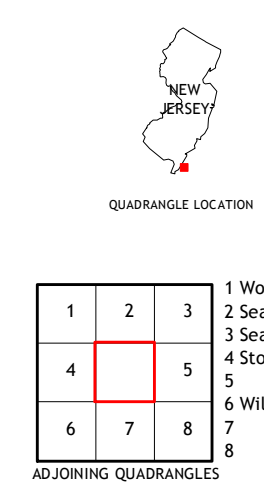 NEW
JERSEY
QUADRANGLE LOCATION
1 2 3
4 5
6 7 8
1 Wo
2 Sea
3 Sea
4 Sto
5
6 Wil
7
8
ADJOINING QUADRANGLES